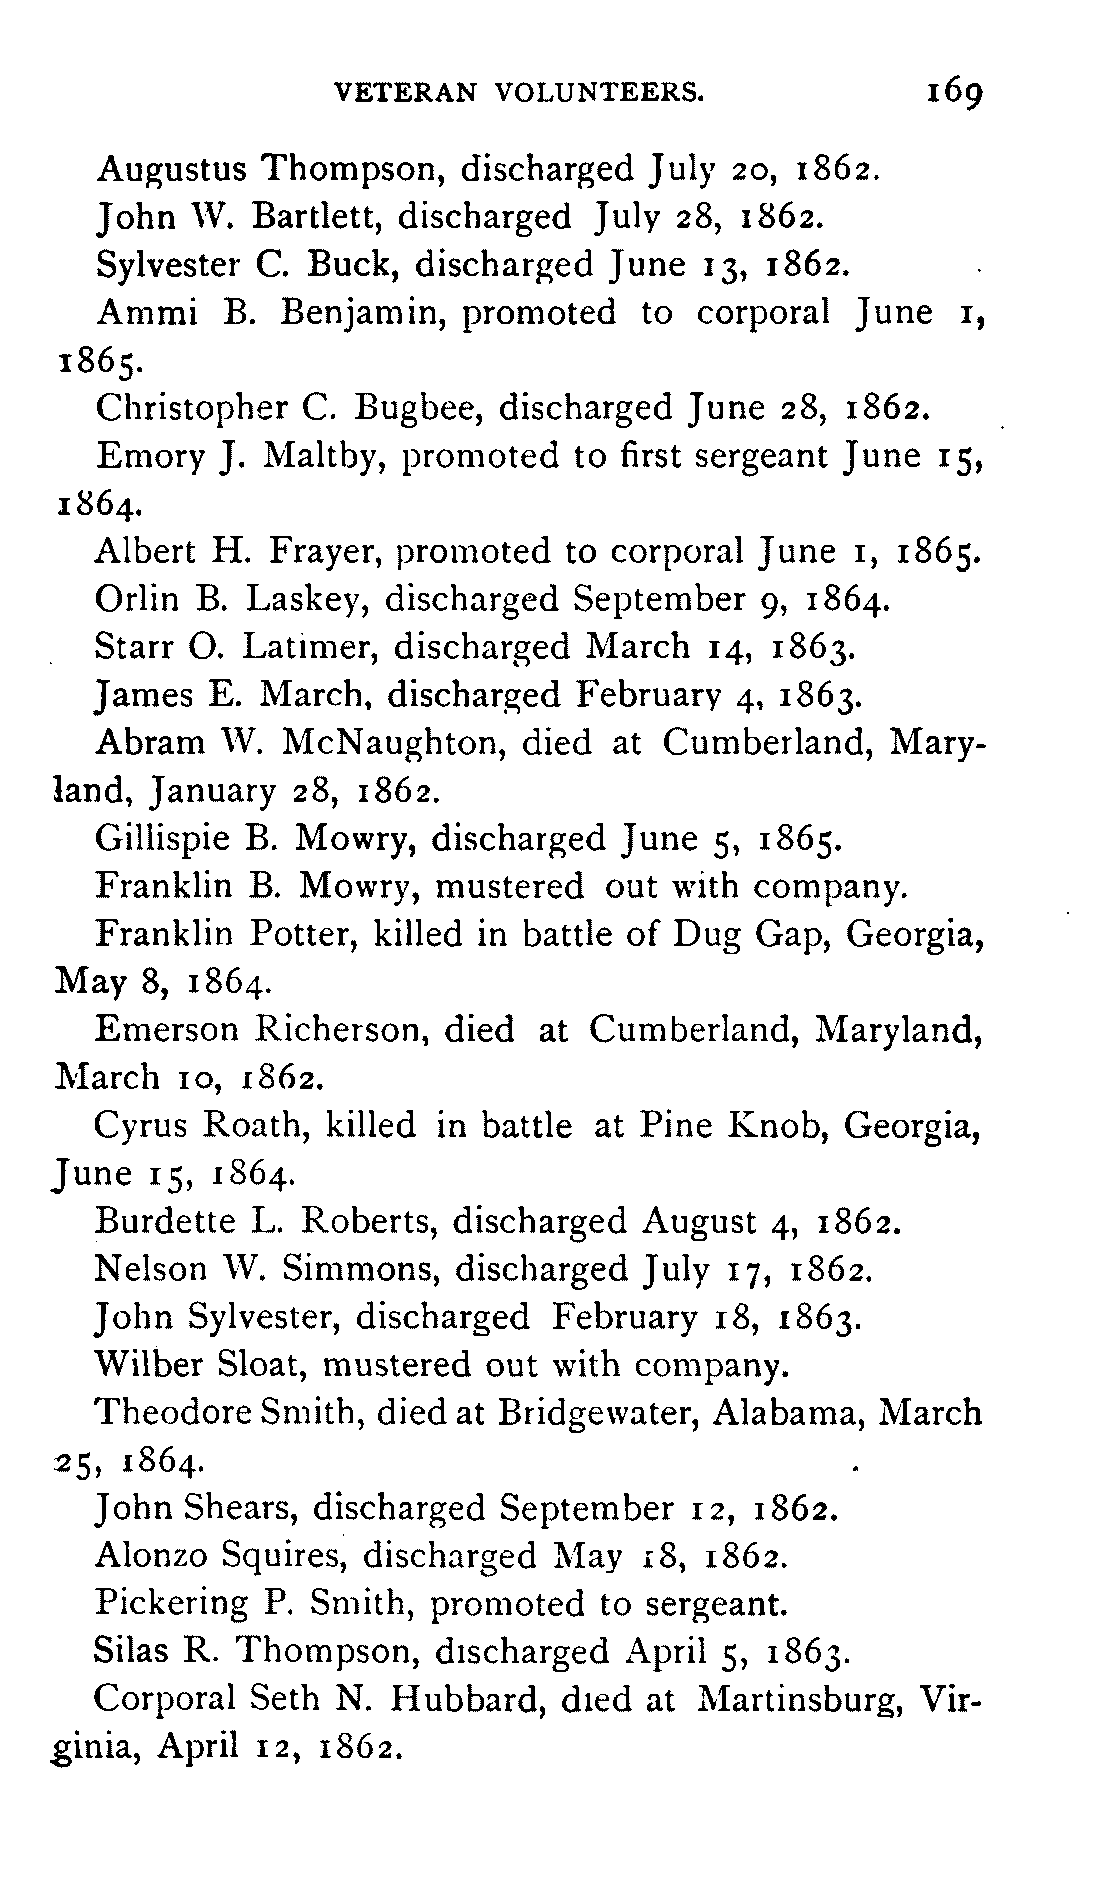 VETERAN VOLUNTEERS. 169
Augustus Thompson, discharged July 20, 1862.
John W. Bartlett, discharged July 28, 1862.
Sylvester C. Buck, discharged June 13, 1862.
Ammi B. Benjamin, promoted to corporal June 1,
1865.
Christopher C. Bugbee, discharged June 28, 1862.
Emory J. Maltby, promoted to first sergeant June 15,
1864.
Albert H. Frayer, promoted to corporal June 1, 1865.
Orlin B. Laskey, discharged September 9, 1864.
Starr O. Latimer, discharged March 14, 1863.
James E. March, discharged February 4, 1863.
Abram W. McNaughton, died at Cumberland, Mary-
land, January 28, 1862.
Gillispie B. Mowry, discharged June 5, 1865.
Franklin B. Mowry, mustered out with company.
Franklin Potter, killed in battle of Dug Gap, Georgia,
May 8, 1864.
Emerson Richerson, died at Cumberland, Maryland,
March 10, 1862.
Cyrus Roath, killed in battle at Pine Knob, Georgia,
June 15, 1864.
Burdette L. Roberts, discharged August 4, 1862.
Nelson W. Simmons, discharged July 17, 1862.
John Sylvester, discharged February 18, 1863.
Wilber Sloat, mustered out with company.
Theodore Smith, died at Bridgewater, Alabama, March
25, 1864.
John Shears, discharged September 12, 1862.
Alonzo Squires, discharged May 18, 1862.
Pickering P. Smith, promoted to sergeant.
Silas R. Thompson, discharged April 5, 1863.
Corporal Seth N. Hubbard, died at Martinsburg, Vir-
ginia, April 12, 1862.